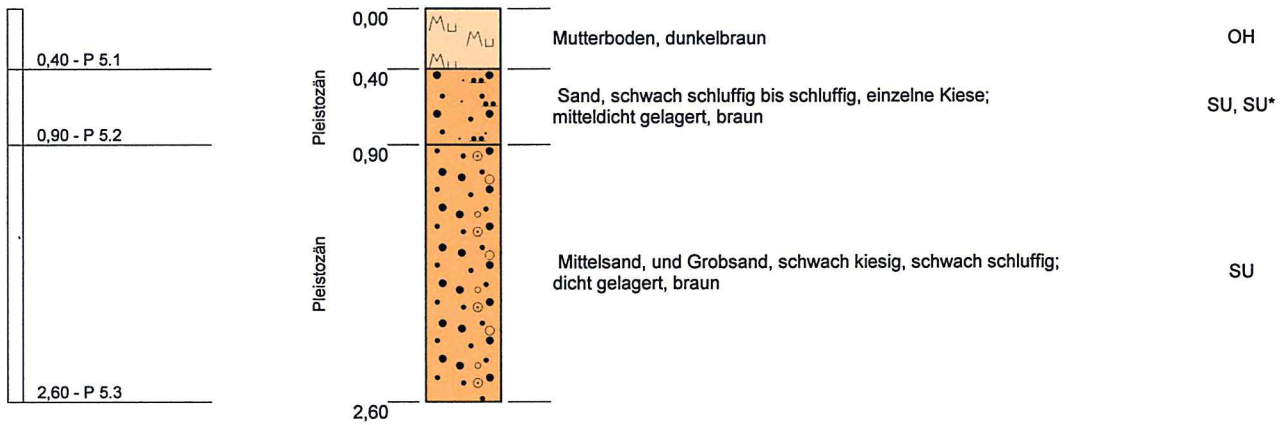 0,00
Mu
Mu
Mu
Mutterboden, dunkelbraun
OH
0,40 - P 5.1
0,40
Pleistozän
Sand, schwach schluffig bis schluffig, einzelne Kiese;
mitteldicht gelagert, braun
SU, SU*
0,90 - P 5.2
0,90
Pleistozän
Mittelsand, und Grobsand, schwach kiesig, schwach schluffig;
dicht gelagert, braun
SU
2,60 - P 5.3
2,60